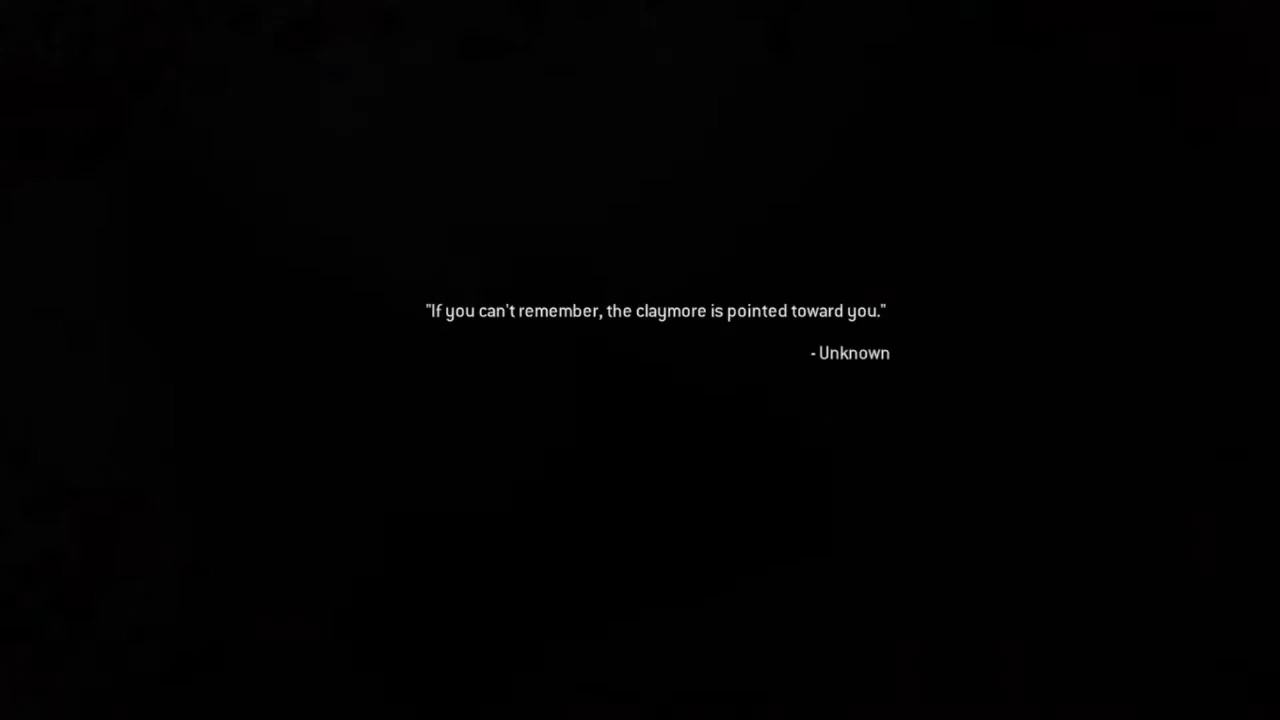 "If you can't remember, the claymore is pointed toward you."
- Unknown